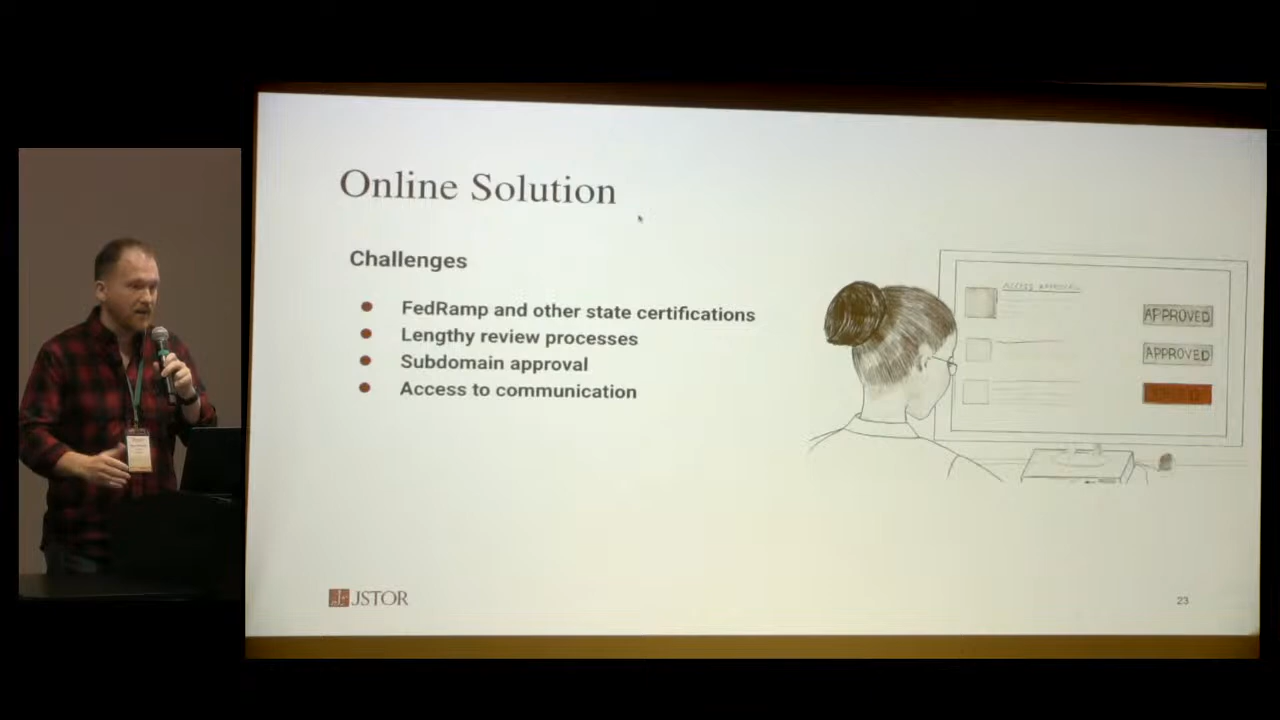 Online Solution
Challenges
FedRamp and other state certifications
Lengthy review processes
Subdomain approval
Access to communication
ACCESS APPROVAL
APPROVED
APPROVED
JSTOR
23